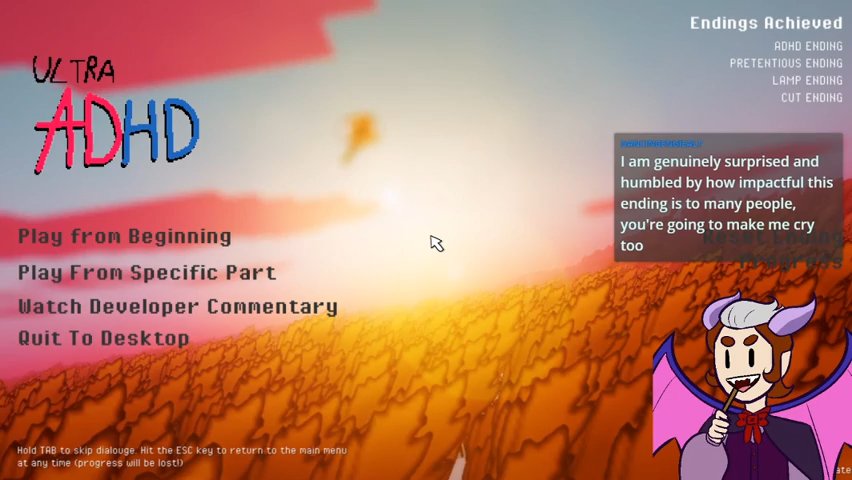 Endings Achieved
ULTRA
ADHD
ADHD ENDING
PRETENTIOUS ENDING
LAMP ENDING
CUT ENDING
I am genuinely surprised and
humbled by how impactful this
ending is to many people,
you're going to make me cry
too
Play from Beginning
Play From Specific Part
Watch Developer Commentary
Quit To Desktop
Reset Ending
Progress
Hold TAB to skip dialouge. Hit the ESC key to return to the main menu
at any time (progress will be lost!)